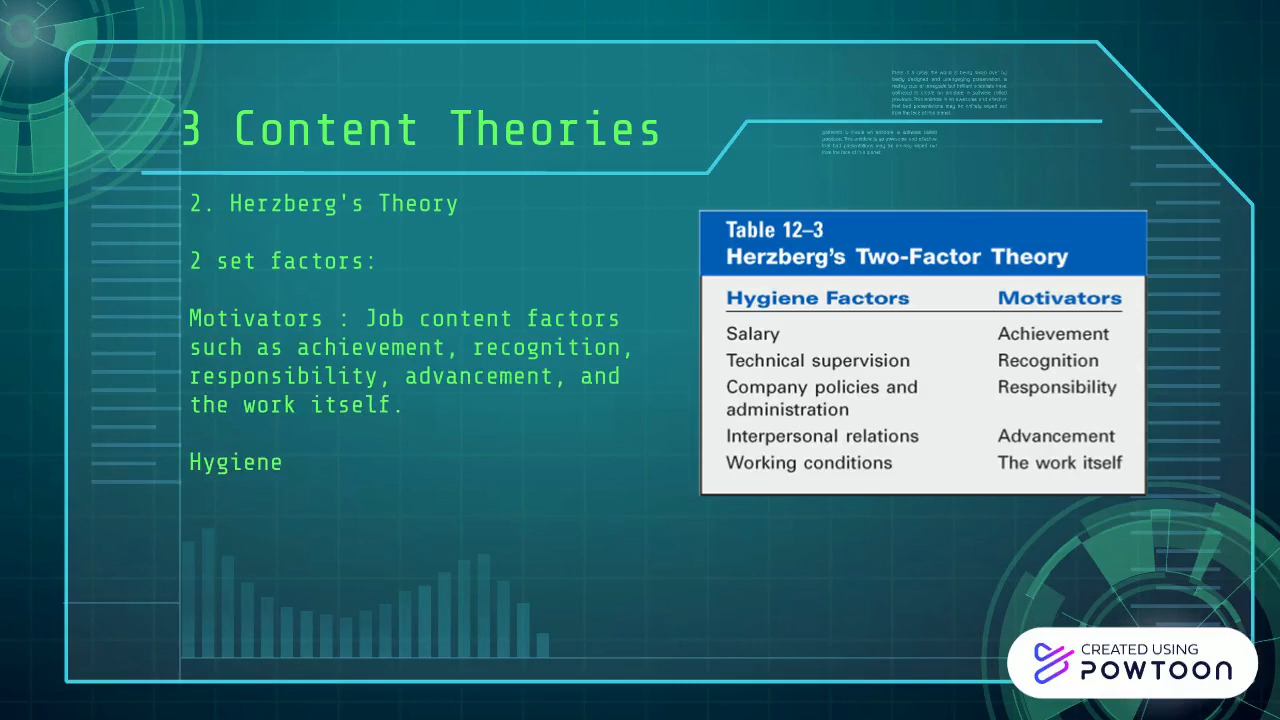 3 Content Theories
2. Herzberg's Theory
2 set factors:
Motivators : Job content factors
such as achievement, recognition,
responsibility, advancement, and
the work itself.
Hygiene
Table 12–3
Herzberg's Two-Factor Theory
Hygiene Factors Motivators
Salary Achievement
Technical supervision Recognition
Company policies and Responsibility
administration
Interpersonal relations Advancement
Working conditions The work itself
CREATED USING
POWTOON